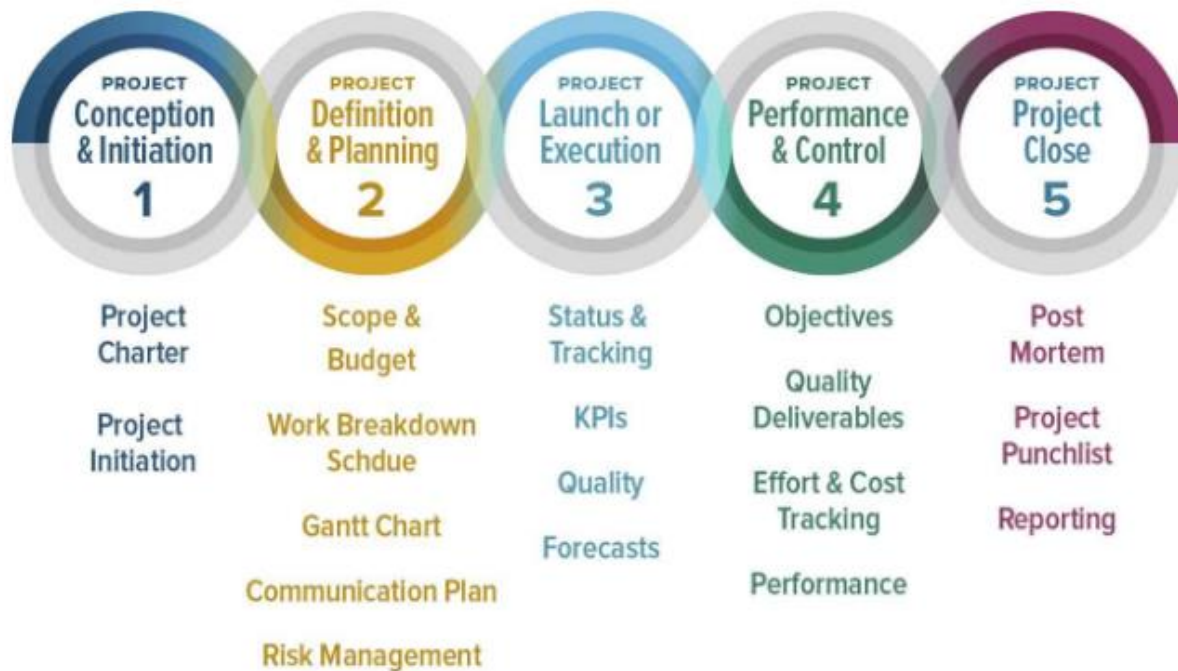 PROJECT
Conception
& Initiation
1
PROJECT
Definition
& Planning
2
PROJECT
Launch or
Execution
3
PROJECT
Performance
& Control
4
PROJECT
Project
Close
5
Project
Charter
Project
Initiation
Scope &
Budget
Work Breakdown
Schdue
Gantt Chart
Communication Plan
Risk Management
Status &
Tracking
KPIs
Quality
Forecasts
Objectives
Quality
Deliverables
Effort & Cost
Tracking
Performance
Post
Mortem
Project
Punchlist
Reporting